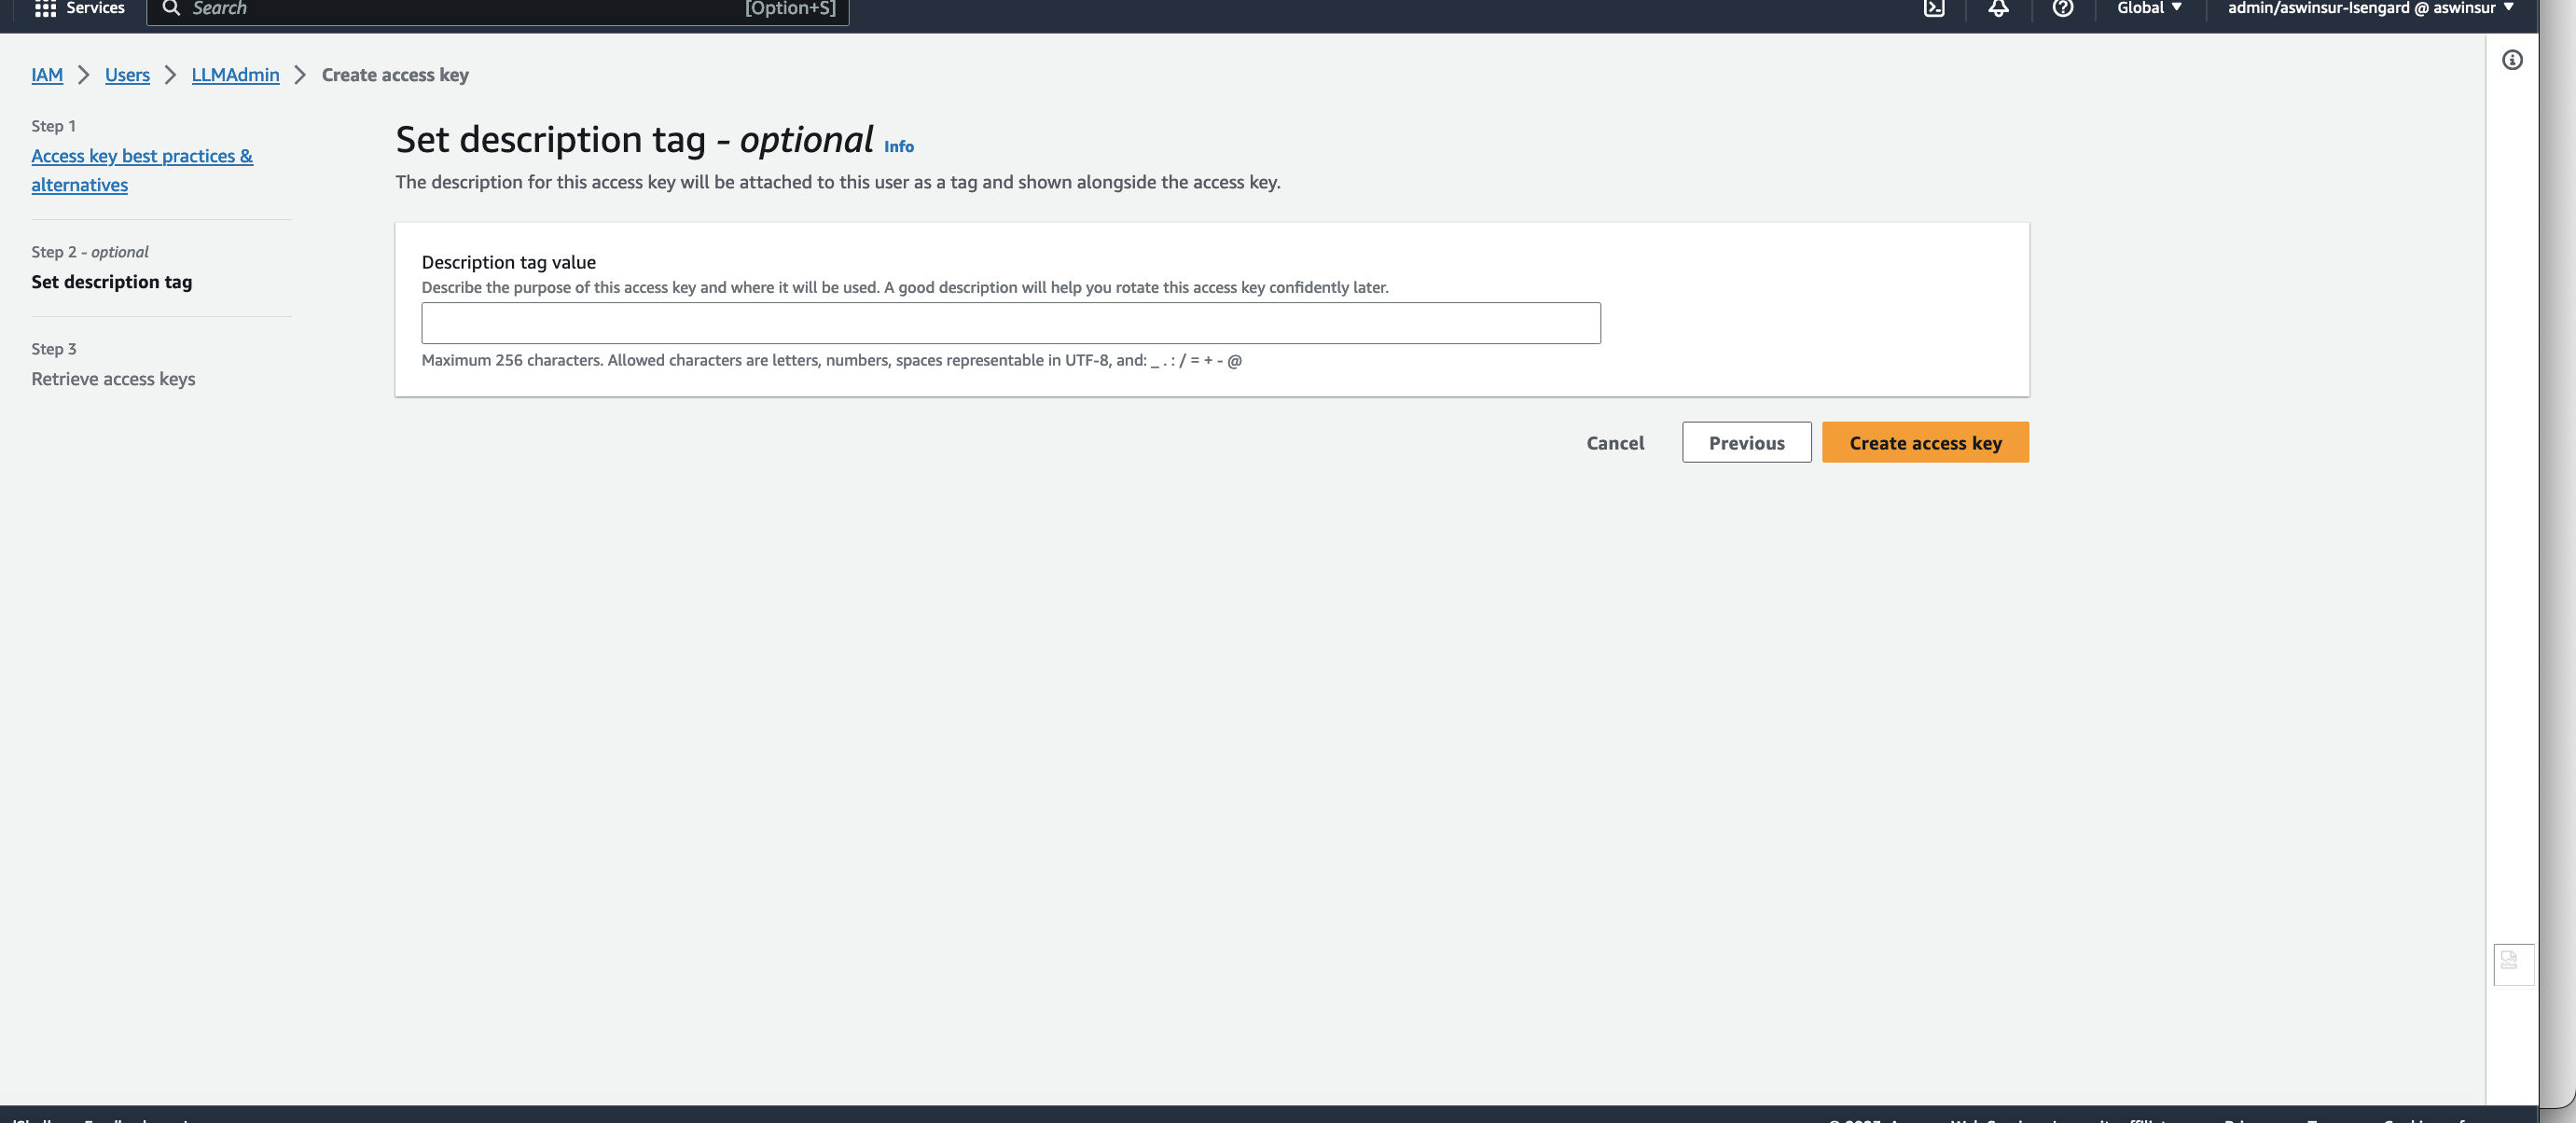 Services
Search
[Option+S]
Global
admin/aswinsur-Isengard @ aswinsur
IAM
Users
LLMAdmin
Create access key
Step 1
Access key best practices &
alternatives
Step 2 - optional
Set description tag
Step 3
Retrieve access keys
Set description tag - optional Info
The description for this access key will be attached to this user as a tag and shown alongside the access key.
Description tag value
Describe the purpose of this access key and where it will be used. A good description will help you rotate this access key confidently later.
Maximum 256 characters. Allowed characters are letters, numbers, spaces representable in UTF-8, and: _ . : / = + - @
Cancel
Previous
Create access key